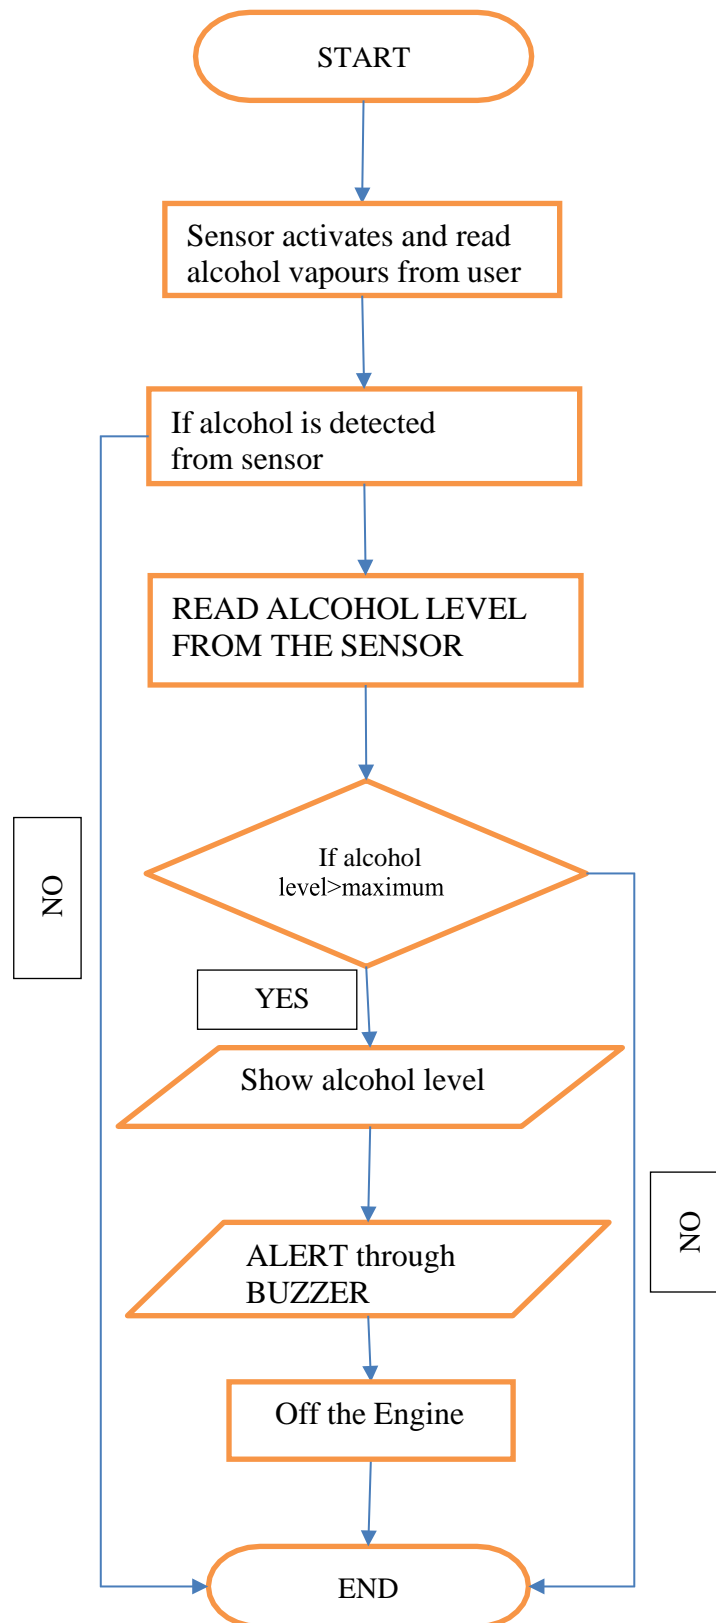 START
Sensor activates and read
alcohol vapours from user
If alcohol is detected
from sensor
READ ALCOHOL LEVEL
FROM THE SENSOR
If alcohol
level>maximum
NO
YES
Show alcohol level
NO
ALERT through
BUZZER
Off the Engine
END